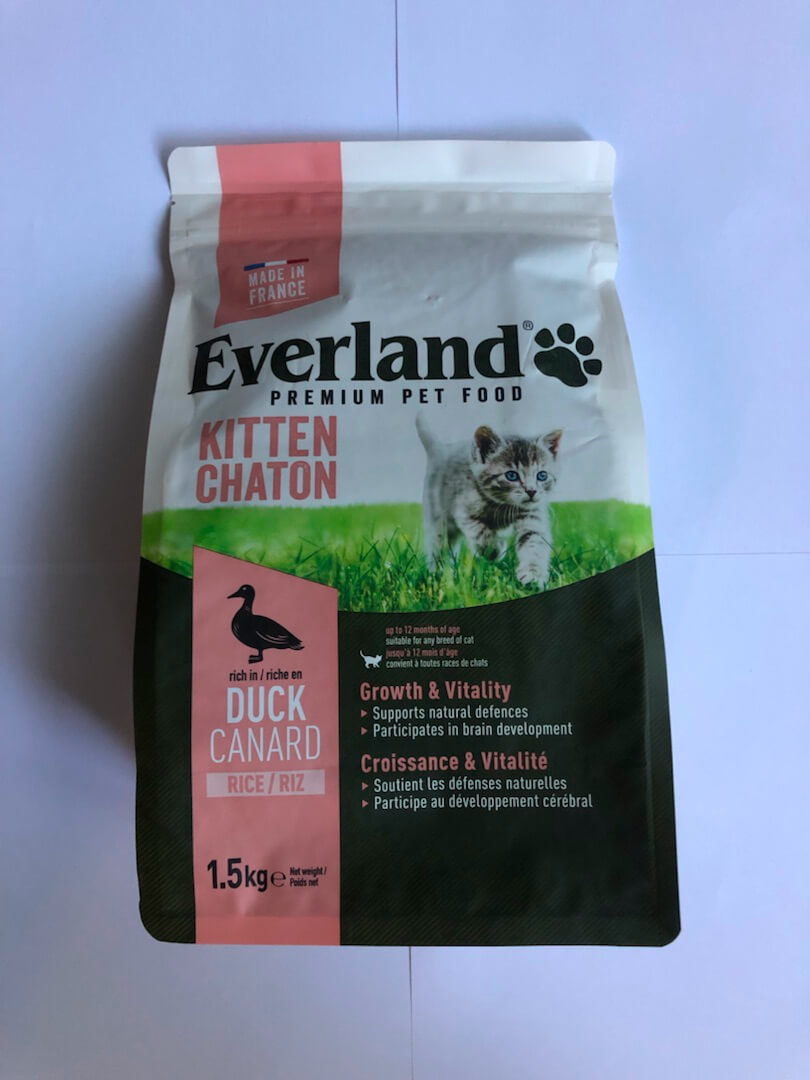 MADE IN
FRANCE
Everland®
PREMIUM PET FOOD
KITTEN
CHATON
up to 12 months of age
suitable for any breed of cat
jusqu'à 12 mois d'âge
convient à toutes races de chats
rich in / riche en
DUCK
CANARD
RICE / RIZ
Growth & Vitality
Supports natural defences
Participates in brain development
Croissance & Vitalité
Soutient les défenses naturelles
Participe au développement cérébral
1.5kg℮ Net weight /
Poids net